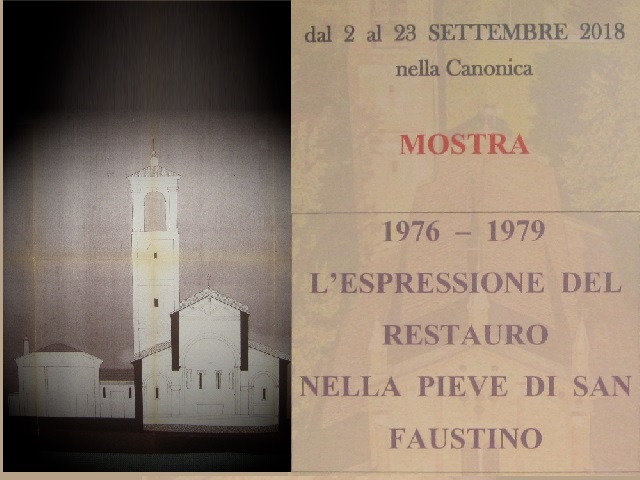 dal 2 al 23 SETTEMBRE 2018
nella Canonica
MOSTRA
1976 – 1979
L'ESPRESSIONE DEL
RESTAURO
NELLA PIEVE DI SAN
FAUSTINO